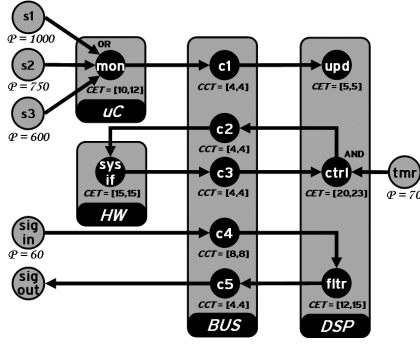 s1
OR
𝒫 = 1000
mon
c1
upd
s2
𝒫 = 750
CET = [10,12]
CCT = [4,4]
CET = [5,5]
s3
uC
𝒫 = 600
c2
CCT = [4,4]
AND
sys
if
c3
ctrl
tmr
CET = [15,15]
CCT = [4,4]
CET = [20,23]
𝒫 = 70
HW
sig
in
c4
𝒫 = 60
CCT = [8,8]
sig
out
c5
fltr
CCT = [4.4]
CET = [12,15]
BUS
DSP